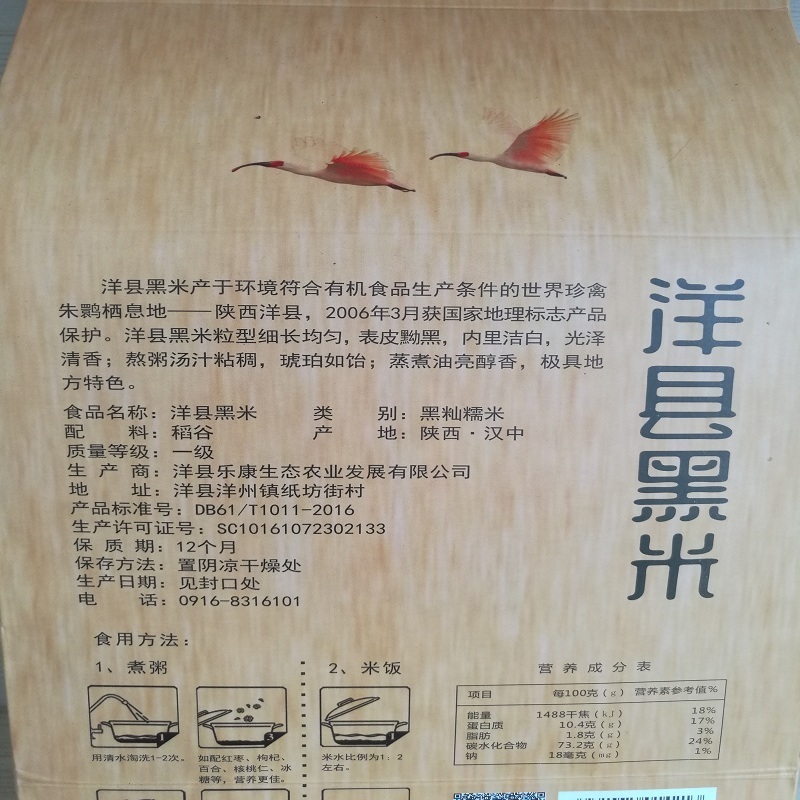 洋县黑米产于环境符合有机食品生产条件的世界珍禽
朱鹮栖息地——陕西洋县，2006年3月获国家地理标志产品
保护。洋县黑米粒型细长均匀，表皮黝黑，内里洁白，光泽
清香；熬粥汤汁粘稠，琥珀如饴；蒸煮油亮醇香，极具地
方特色。
洋县黑米
食品名称：洋县黑米 类 别：黑籼糯米
配 料：稻谷 产 地：陕西·汉中
质量等级：一级
生 产 商：洋县乐康生态农业发展有限公司
地 址：洋县洋州镇纸坊街村
产品标准号：DB61/T1011-2016
生产许可证号：SC10161072302133
保 质 期：12个月
保存方法：置阴凉干燥处
生产日期：见封口处
电 话：0916-8316101
食用方法：
1、煮粥
1
用清水淘洗1-2次。
3
如配红枣、枸杞、
百合、核桃仁、冰
糖等，营养更佳。
2、米饭
1
米水比例为1：2
左右。
营养成分表
项目 每100克（g） 营养素参考值%
能量 1488千焦（kJ） 18%
蛋白质 10.4克（g） 17%
脂肪 1.8克（g） 3%
碳水化合物 73.2克（g） 24%
钠 18毫克（mg） 1%